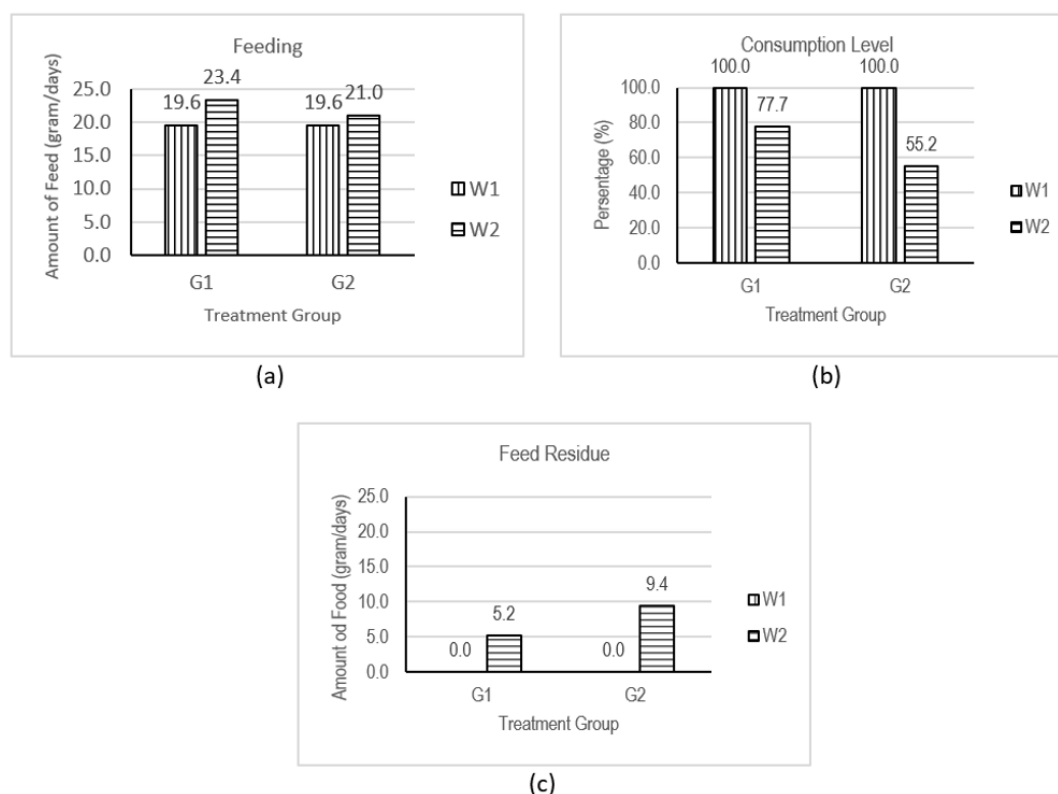 Feeding
Amount of Feed (gram/days)
25.0
20.0
15.0
10.0
5.0
0.0
19.6
23.4
19.6
21.0
G1
G2
Treatment Group
W1
W2
(a)
Consumption Level
Persentage (%)
100.0
80.0
60.0
40.0
20.0
0.0
100.0
77.7
100.0
55.2
G1
G2
Treatment Group
W1
W2
(b)
Feed Residue
Amount od Food (gram/days)
25.0
20.0
15.0
10.0
5.0
0.0
0.0
5.2
0.0
9.4
G1
G2
Treatment Group
W1
W2
(c)